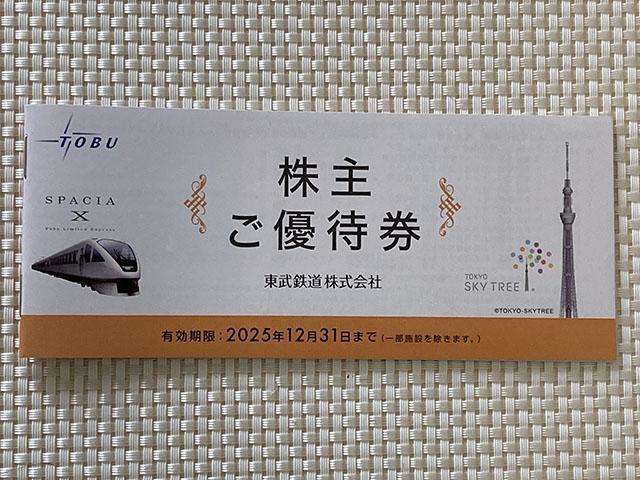 TOBU
SPACIA
X
Tobu Limited Express
株主
ご優待券
東武鉄道株式会社
TOKYO
SKYTREE
©TOKYO-SKYTREE
有効期限：2025年12月31日まで（一部施設を除きます。）